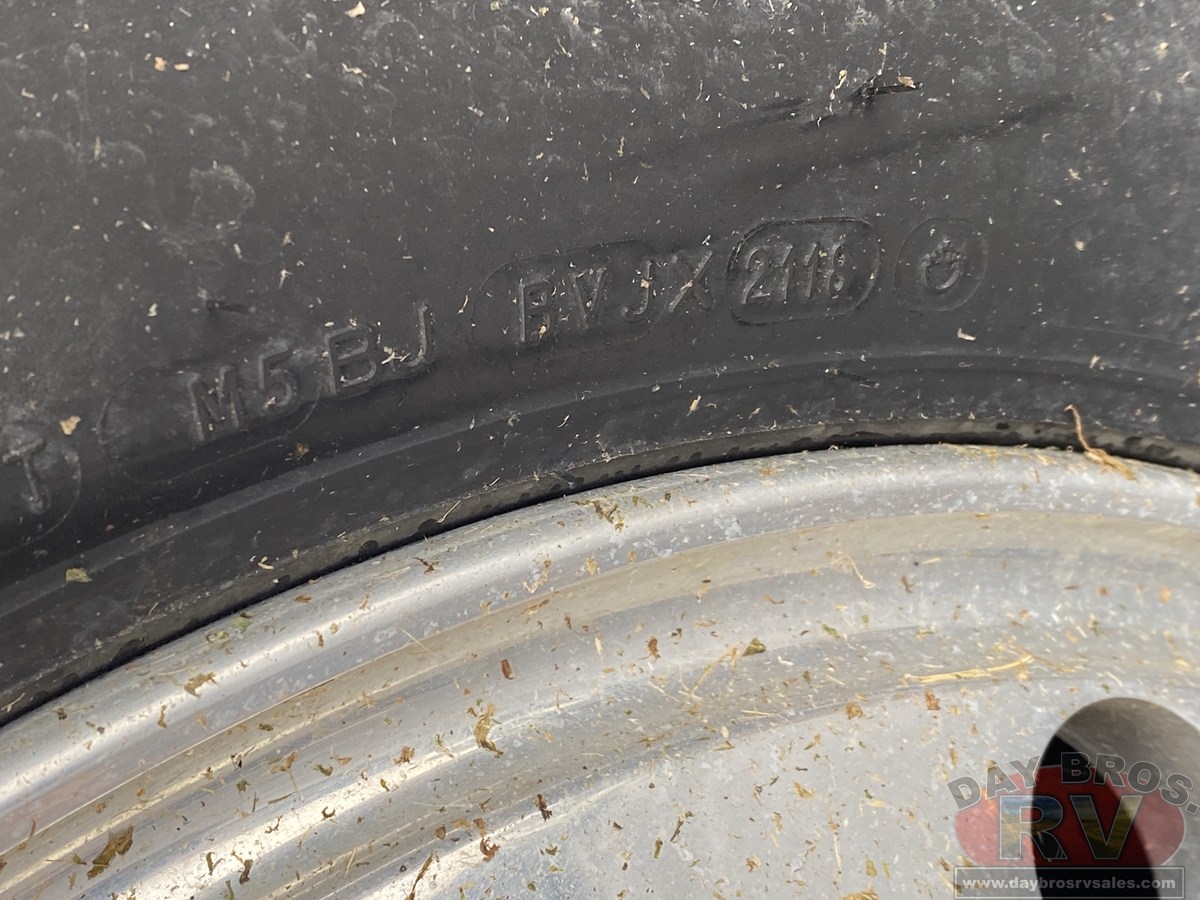 T M5BJ BVJX 2118
DAY BROS.
RV
www.daybrosrvsales.com